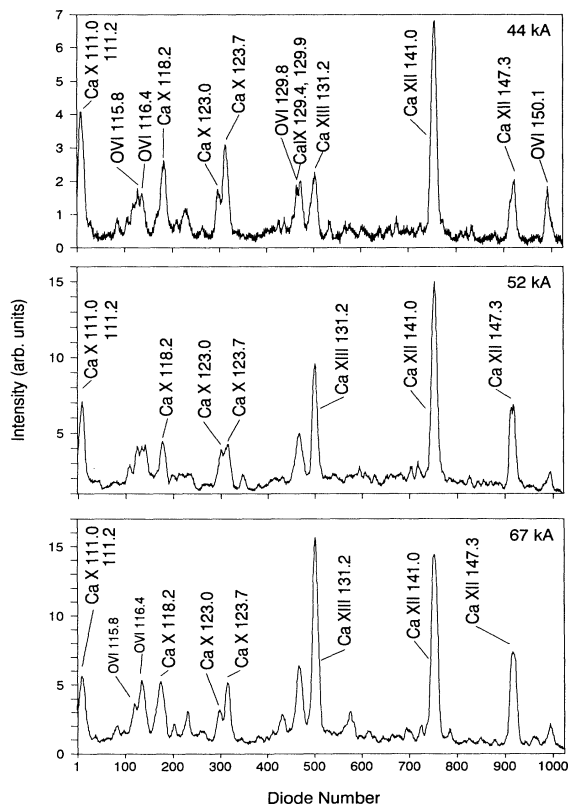 7
6
5
4
3
2
1
0
44 kA
Ca X 111.0
111.2
OVI 115.8
OVI 116.4
Ca X 118.2
Ca X 123.0
Ca X 123.7
OVI 129.8
CaIX 129.4, 129.9
Ca XIII 131.2
Ca XII 141.0
Ca XII 147.3
OVI 150.1
15
10
5
52 kA
Ca X 111.0
111.2
Ca X 118.2
Ca X 123.0
Ca X 123.7
Ca XIII 131.2
Ca XII 141.0
Ca XII 147.3
Intensity (arb. units)
15
10
5
0
67 kA
Ca X 111.0
111.2
OVI 115.8
OVI 116.4
Ca X 118.2
Ca X 123.0
Ca X 123.7
Ca XIII 131.2
Ca XII 141.0
Ca XII 147.3
1 100 200 300 400 500 600 700 800 900 1000
Diode Number